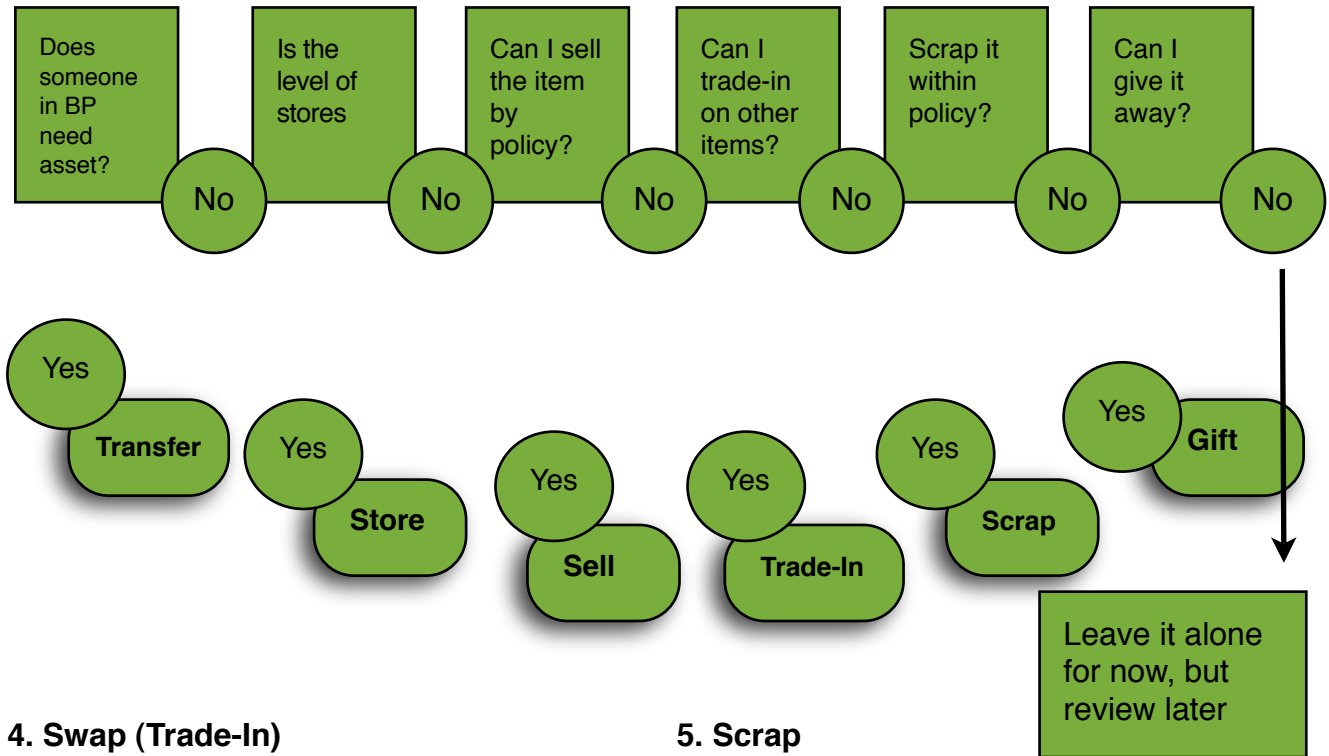 Does
someone
in BP
need
asset?
No
Is the
level of
stores
No
Can I sell
the item
by
policy?
No
Can I
trade-in
on other
items?
No
Scrap it
within
policy?
No
Can I
give it
away?
No
Yes
Transfer
Yes
Store
Yes
Sell
Yes
Trade-In
Yes
Scrap
Yes
Gift
Leave it alone
for now, but
review later
4. Swap (Trade-In)
5. Scrap